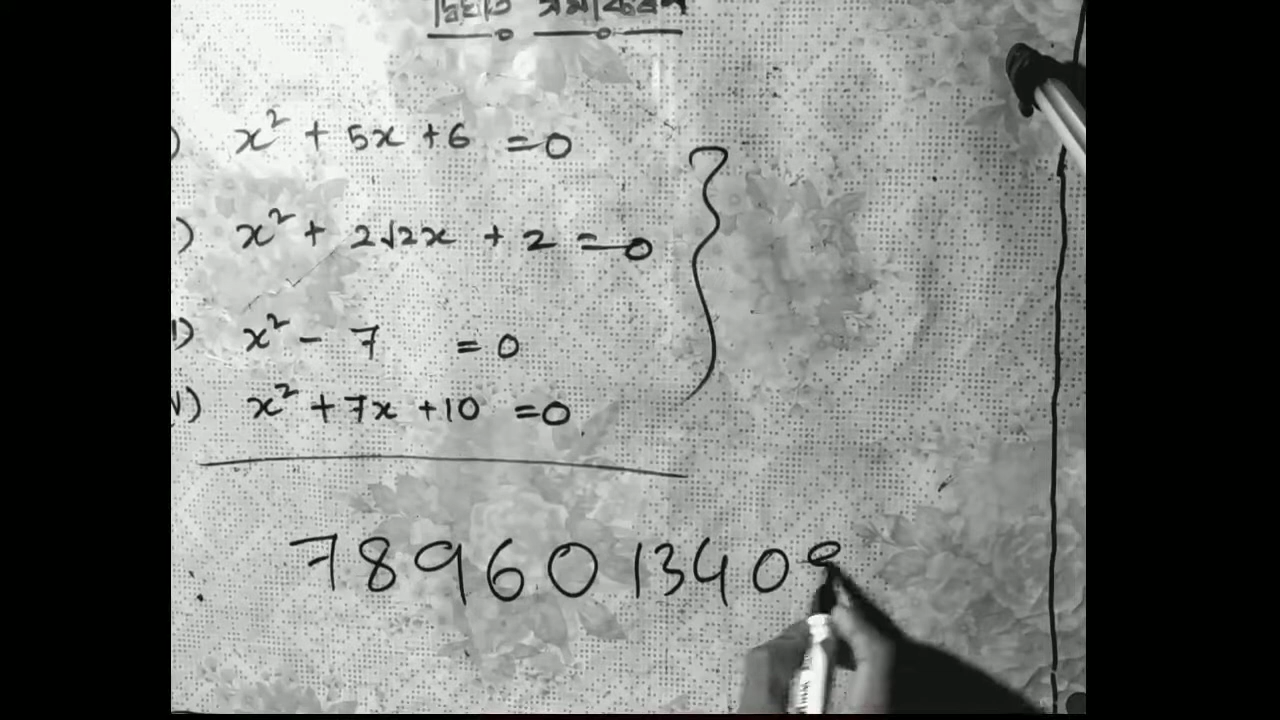 ) x² + 5x + 6 = 0
) x² + 2√2x + 2 = 0
) x² - 7 = 0
) x² + 7x + 10 = 0
789601340